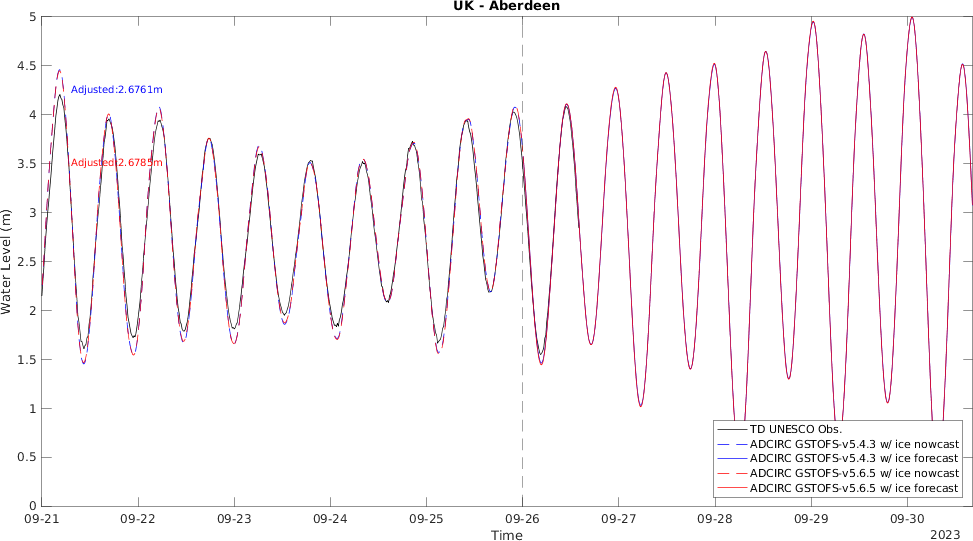 UK - Aberdeen
5
4.5
4
3.5
3
2.5
2
1.5
1
0.5
0
Water Level (m)
Adjusted:2.6761m
Adjusted:2.6785m
TD UNESCO Obs.
ADCIRC GSTOFS-v5.4.3 w/ ice nowcast
ADCIRC GSTOFS-v5.4.3 w/ ice forecast
ADCIRC GSTOFS-v5.6.5 w/ ice nowcast
ADCIRC GSTOFS-v5.6.5 w/ ice forecast
09-21 09-22 09-23 09-24 09-25 09-26 09-27 09-28 09-29 09-30
Time
2023